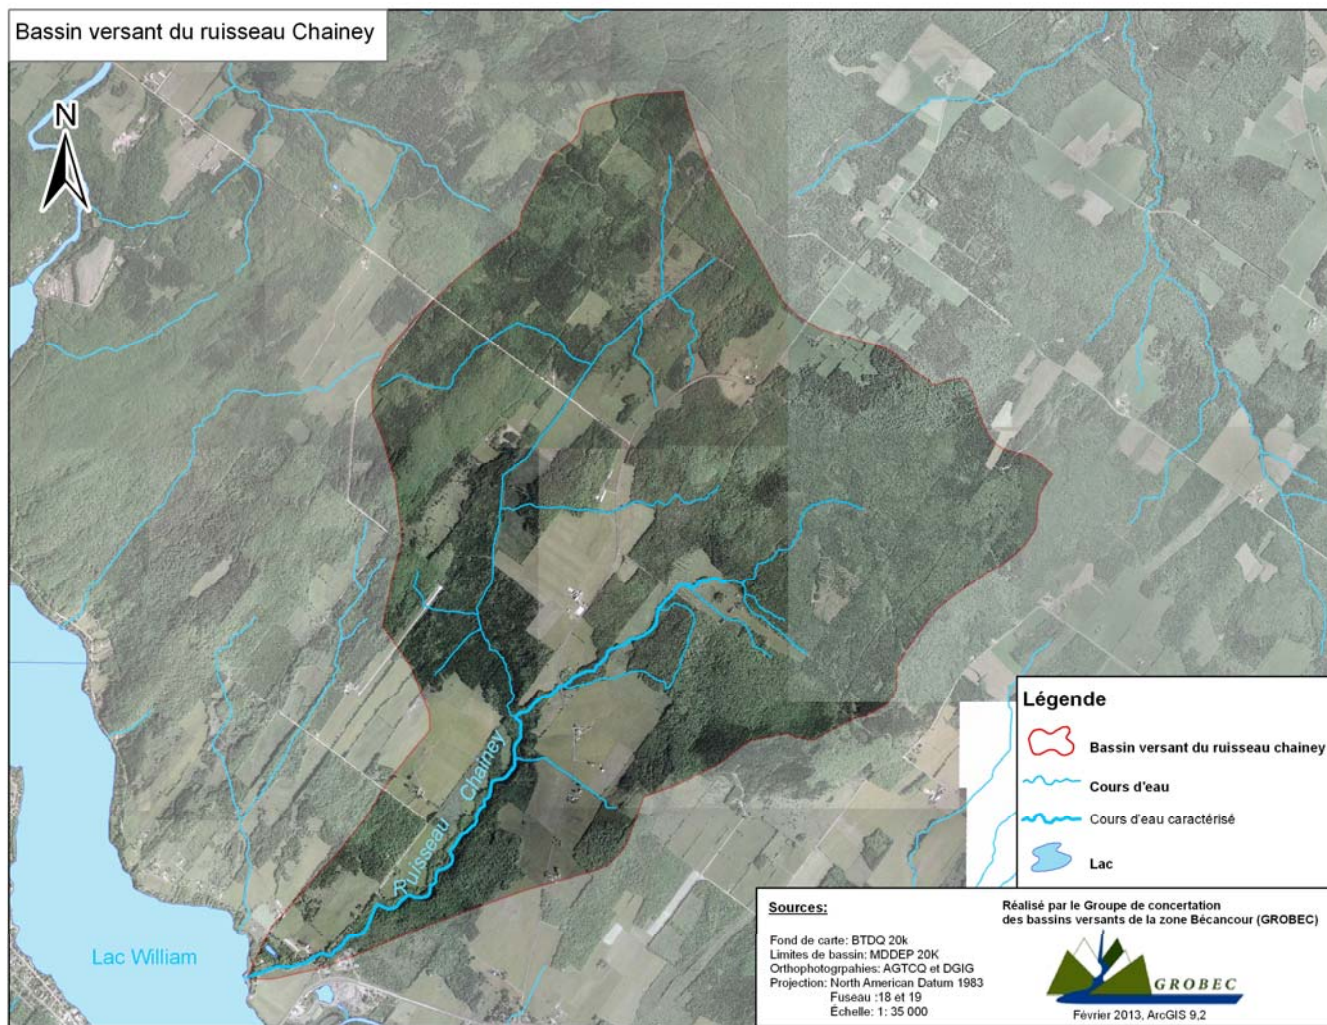 Bassin versant du ruisseau Chainey
N
Ruisseau Chainey
Lac William
Légende
Bassin versant du ruisseau chainey
Cours d'eau
Cours d'eau caractérisé
Lac
Sources:
Fond de carte: BTDQ 20k
Limites de bassin: MDDEP 20K
Orthophotogrpahies: AGTCQ et DGIG
Projection: North American Datum 1983
Fuseau :18 et 19
Échelle: 1: 35 000
Réalisé par le Groupe de concertation
des bassins versants de la zone Bécancour (GROBEC)
GROBEC
Février 2013, ArcGIS 9,2